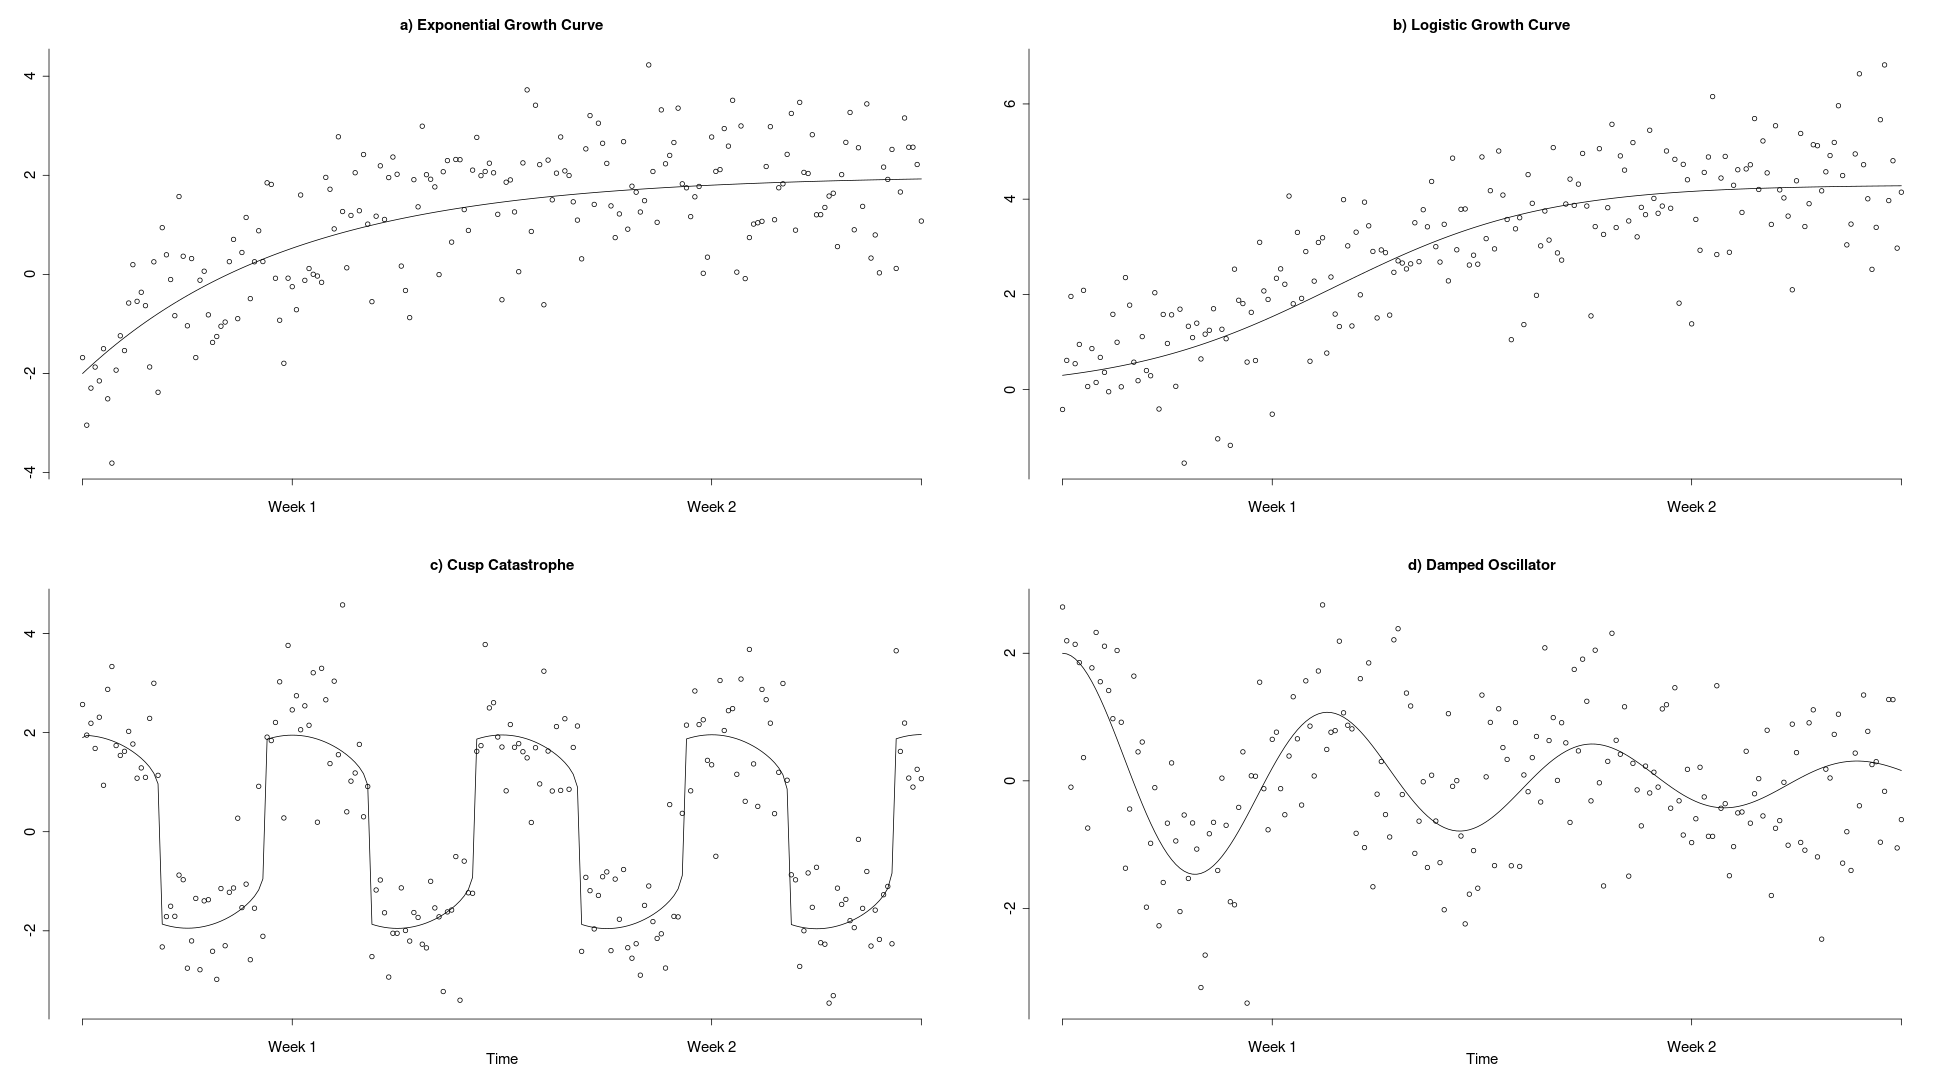 a) Exponential Growth Curve
4
2
0
-2
-4
Week 1
Week 2
b) Logistic Growth Curve
6
4
2
0
Week 1
Week 2
c) Cusp Catastrophe
4
2
0
-2
Week 1
Week 2
Time
d) Damped Oscillator
2
0
-2
Week 1
Week 2
Time